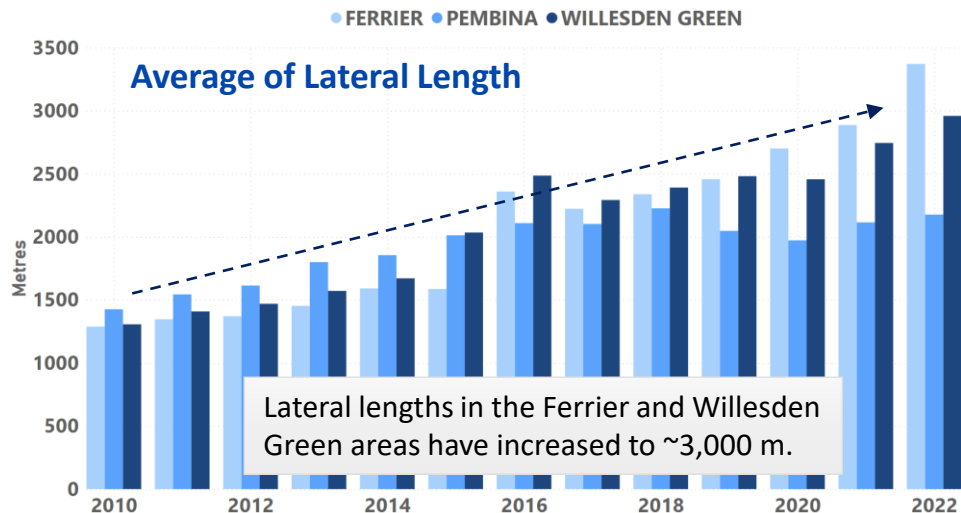 FERRIER PEMBINA WILLESDEN GREEN
Average of Lateral Length
3500
3000
2500
2000
1500
1000
500
0
Metres
Lateral lengths in the Ferrier and Willesden
Green areas have increased to ~3,000 m.
2010 2012 2014 2016 2018 2020 2022